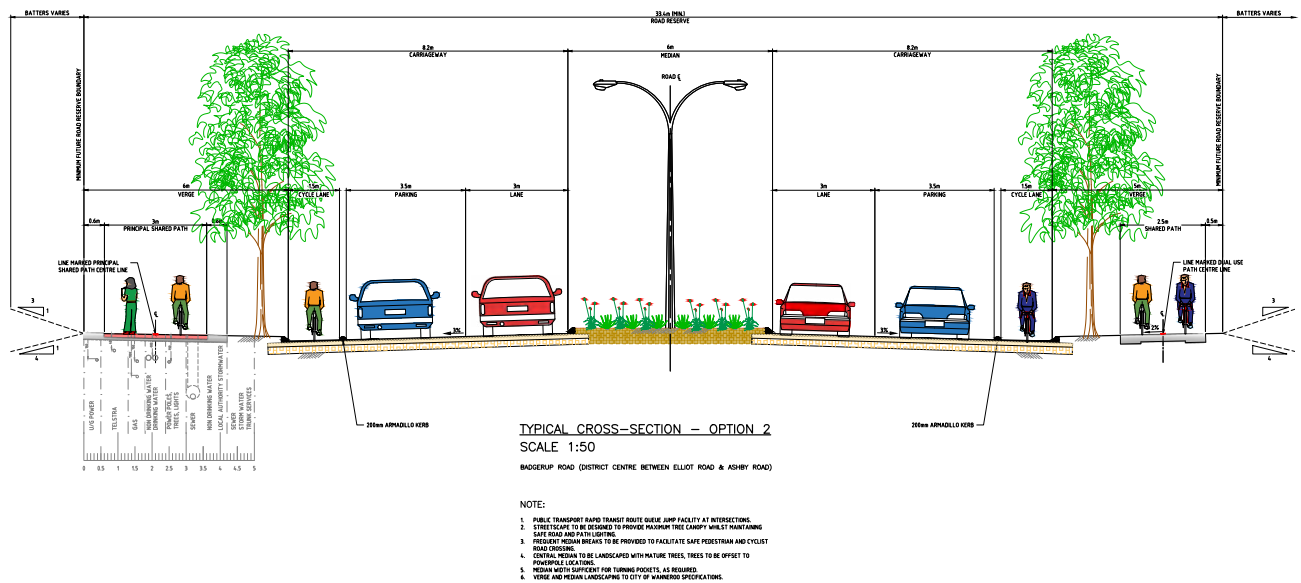 BATTERS VARIES
33.4m (MIN.)
ROAD RESERVE
BATTERS VARIES
8.2m
CARRIAGEWAY
6m
MEDIAN
8.2m
CARRIAGEWAY
ROAD ℄
MINIMUM FUTURE ROAD RESERVE BOUNDARY
MINIMUM FUTURE ROAD RESERVE BOUNDARY
6m
VERGE
1.5m
CYCLE LANE
3.5m
PARKING
3m
LANE
3m
LANE
3.5m
PARKING
1.5m
CYCLE LANE
5m
VERGE
0.6m
3m
PRINCIPAL SHARED PATH
0.6m
2.5m
SHARED PATH
0.5m
LINE MARKED PRINCIPAL
SHARED PATH CENTRE LINE
LINE MARKED DUAL USE
PATH CENTRE LINE
℄
℄
3
1
4
1
3%
3%
2%
3
1
4
1
U/G POWER
TELSTRA
GAS
NON DRINKING WATER
DRINKING WATER
POWER POLES,
TREES, LIGHTS
SEWER
NON DRINKING WATER
LOCAL AUTHORITY STORMWATER
SEWER
STORM WATER
TRUNK SERVICES
0 0.5 1 1.5 2 2.5 3 3.5 4 4.5 5
200mm ARMADILLO KERB
200mm ARMADILLO KERB
TYPICAL CROSS-SECTION - OPTION 2
SCALE 1:50
BADGERUP ROAD (DISTRICT CENTRE BETWEEN ELLIOT ROAD & ASHBY ROAD)
NOTE:
1. PUBLIC TRANSPORT RAPID TRANSIT ROUTE QUEUE JUMP FACILITY AT INTERSECTIONS.
2. STREETSCAPE TO BE DESIGNED TO PROVIDE MAXIMUM TREE CANOPY WHILST MAINTAINING
SAFE ROAD AND PATH LIGHTING.
3. FREQUENT MEDIAN BREAKS TO BE PROVIDED TO FACILITATE SAFE PEDESTRIAN AND CYCLIST
ROAD CROSSING.
4. CENTRAL MEDIAN TO BE LANDSCAPED WITH MATURE TREES, TREES TO BE OFFSET TO
POWERPOLE LOCATIONS.
5. MEDIAN WIDTH SUFFICIENT FOR TURNING POCKETS, AS REQUIRED.
6. VERGE AND MEDIAN LANDSCAPING TO CITY OF WANNEROO SPECIFICATIONS.